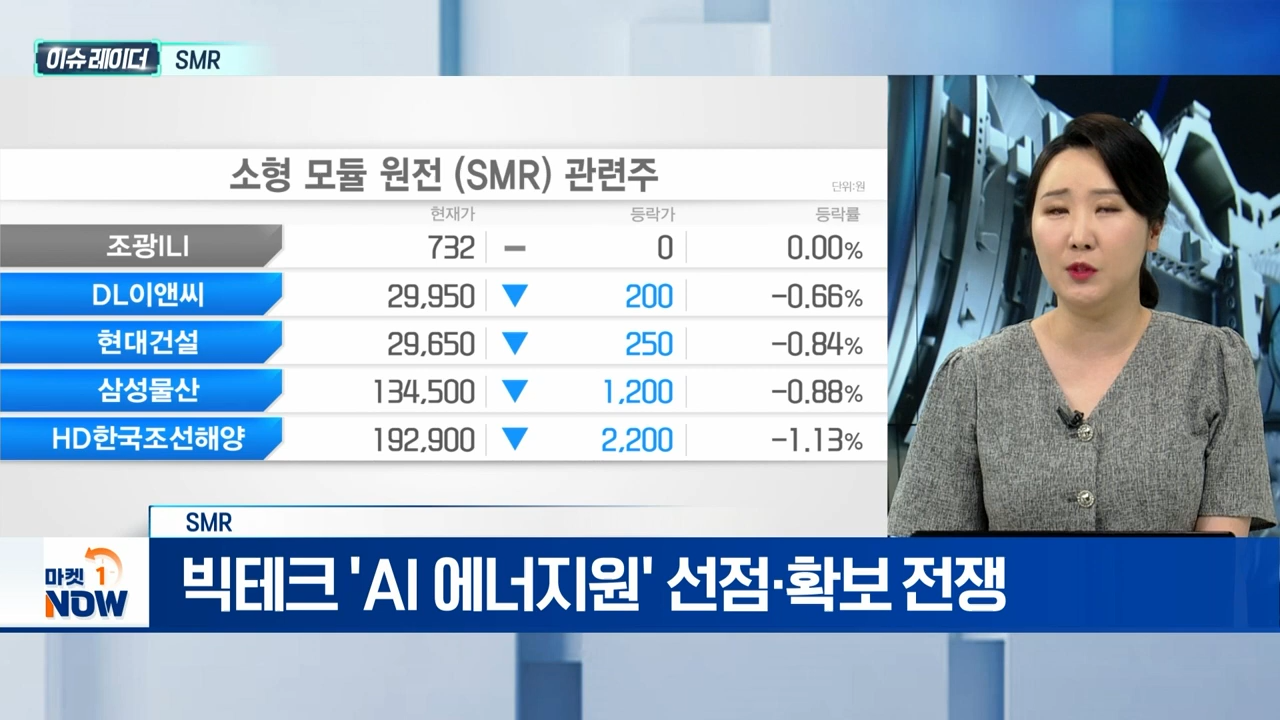 이슈레이더 SMR
소형 모듈 원전 (SMR) 관련주
단위:원
현재가 등락가 등락률
조광ILI 732 － 0 0.00%
DL이앤씨 29,950 ▼ 200 -0.66%
현대건설 29,650 ▼ 250 -0.84%
삼성물산 134,500 ▼ 1,200 -0.88%
HD한국조선해양 192,900 ▼ 2,200 -1.13%
SMR
마켓 1
NOW
빅테크 'AI 에너지원' 선점·확보 전쟁